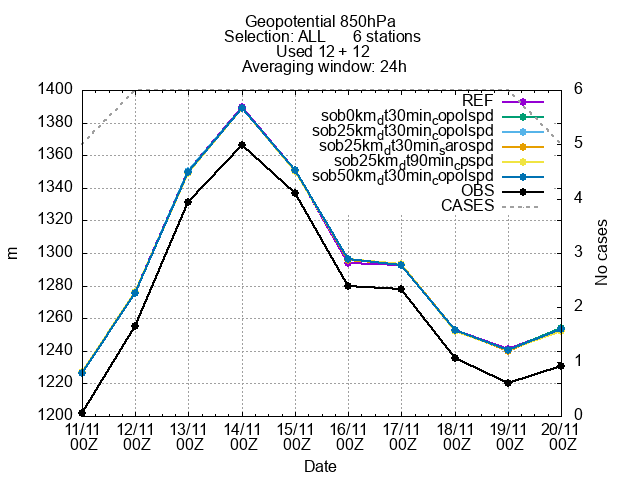 Geopotential 850hPa
Selection: ALL 6 stations
Used 12 + 12
Averaging window: 24h
REF
sob0km_dt30min_copolspd
sob25km_dt30min_copolspd
sob25km_dt30min_sarospd
sob25km_dt90min_cpspd
sob50km_dt30min_copolspd
OBS
CASES
1400
1380
1360
1340
1320
1300
1280
1260
1240
1220
1200
m
6
5
4
3
2
1
0
No cases
11/11 12/11 13/11 14/11 15/11 16/11 17/11 18/11 19/11 20/11
00Z 00Z 00Z 00Z 00Z 00Z 00Z 00Z 00Z 00Z
Date